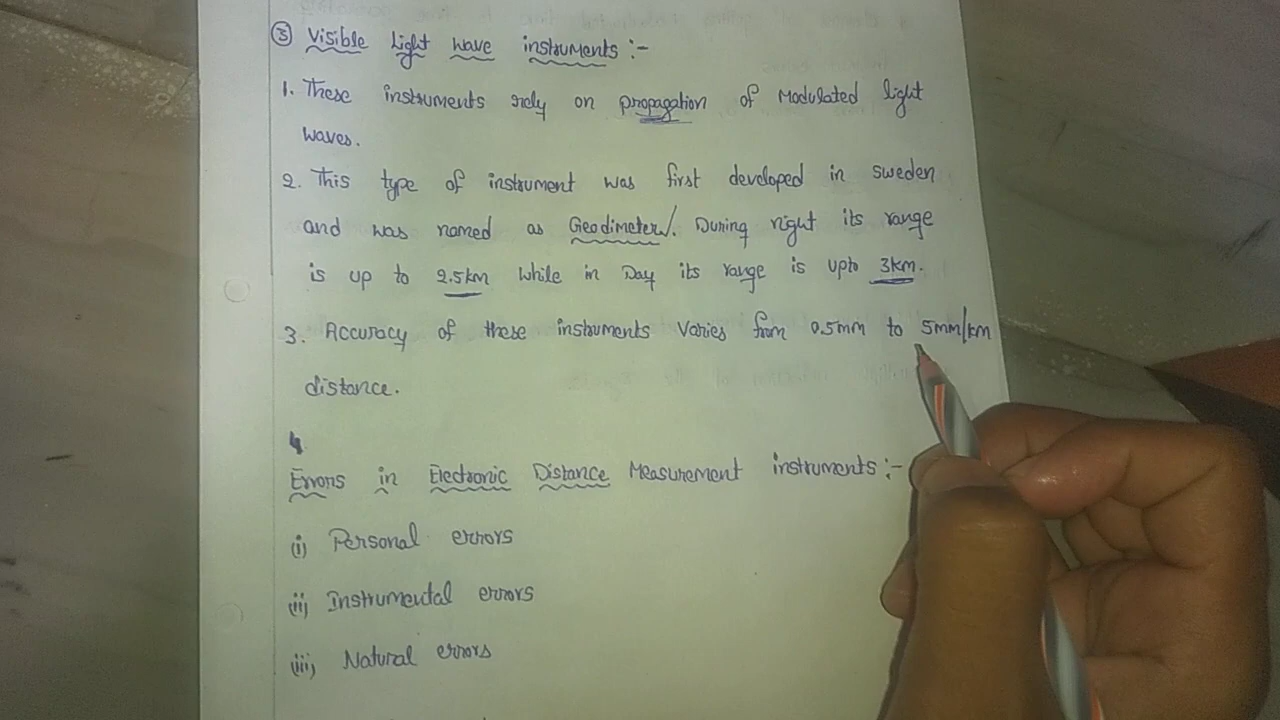 ③ Visible Light wave instruments :-
1. These instruments rely on propagation of Modulated light
waves.
2. This type of instrument was first developed in sweden
and was named as Geodimeter. During night its range
is up to 2.5km while in Day its range is upto 3km.
3. Accuracy of these instruments varies from 0.5mm to 5mm/km
distance.
4
Errors in Electronic Distance Measurement instruments :-
(i) Personal errors
(ii) Instrumental errors
(iii) Natural errors